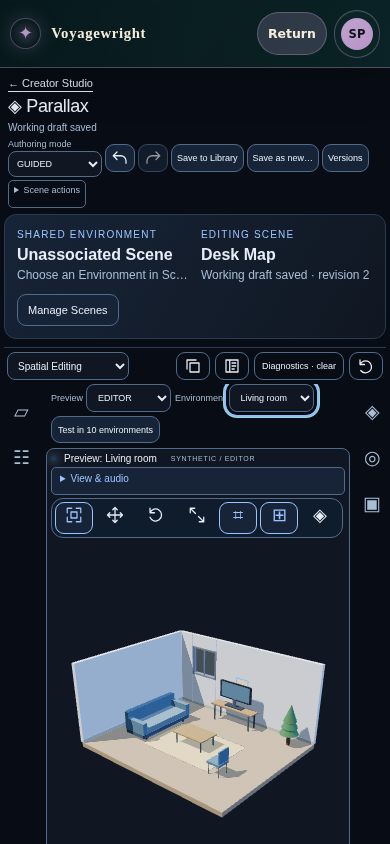 Voyagewright
Return
SP
← Creator Studio
Parallax
Working draft saved
Authoring mode
GUIDED
Save to Library
Save as new…
Versions
Scene actions
SHARED ENVIRONMENT
Unassociated Scene
Choose an Environment in Sc…
EDITING SCENE
Desk Map
Working draft saved · revision 2
Manage Scenes
Spatial Editing
Diagnostics · clear
Preview
EDITOR
Environmen
Living room
Test in 10 environments
Preview: Living room
SYNTHETIC / EDITOR
View & audio